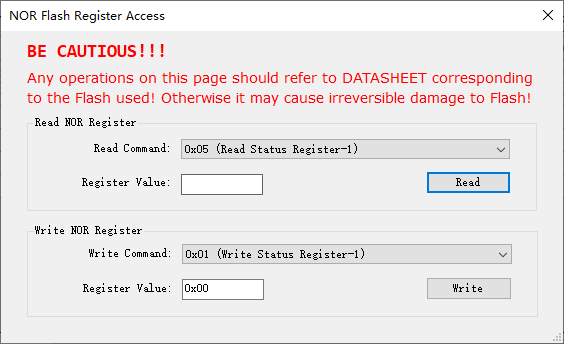 NOR Flash Register Access
BE CAUTIOUS!!!
Any operations on this page should refer to DATASHEET corresponding
to the Flash used! Otherwise it may cause irreversible damage to Flash!
Read NOR Register
Read Command: 0x05 (Read Status Register-1)
Register Value: Read
Write NOR Register
Write Command: 0x01 (Write Status Register-1)
Register Value: 0x00 Write